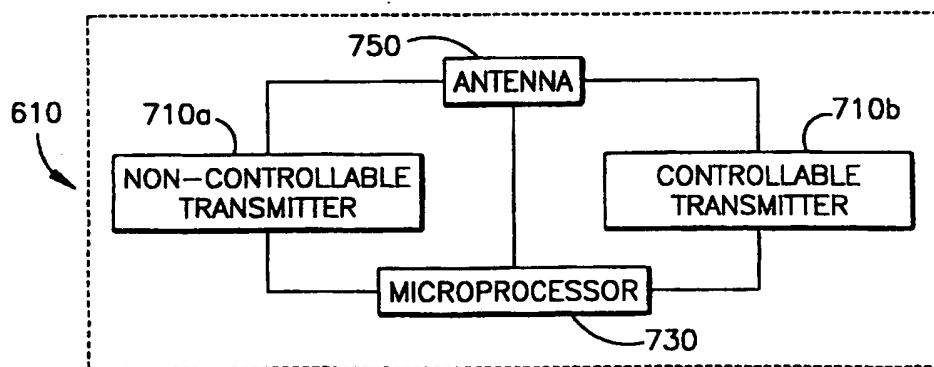 750
ANTENNA
610
710a
710b
NON-CONTROLLABLE
TRANSMITTER
CONTROLLABLE
TRANSMITTER
MICROPROCESSOR
730